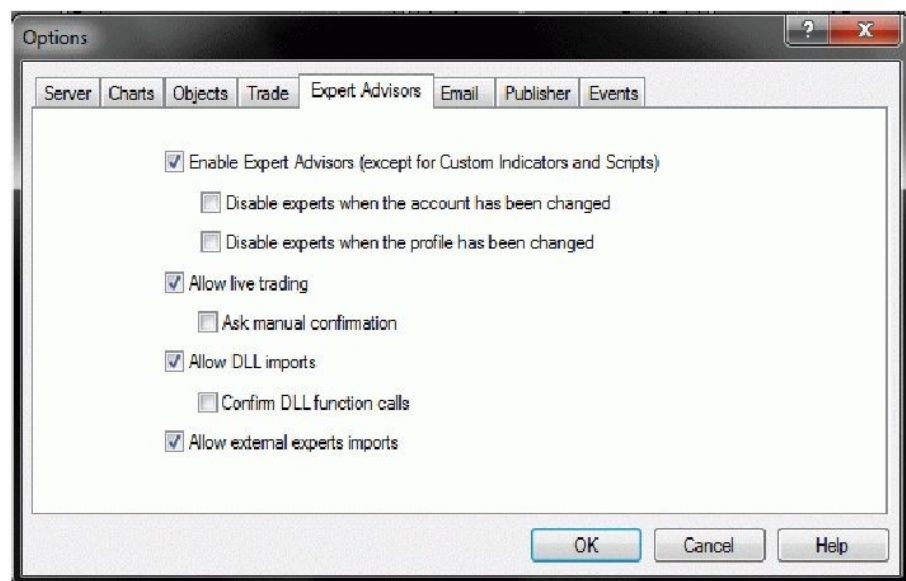 Options
Server Charts Objects Trade Expert Advisors Email Publisher Events
Enable Expert Advisors (except for Custom Indicators and Scripts)
Disable experts when the account has been changed
Disable experts when the profile has been changed
Allow live trading
Ask manual confirmation
Allow DLL imports
Confirm DLL function calls
Allow external experts imports
OK Cancel Help